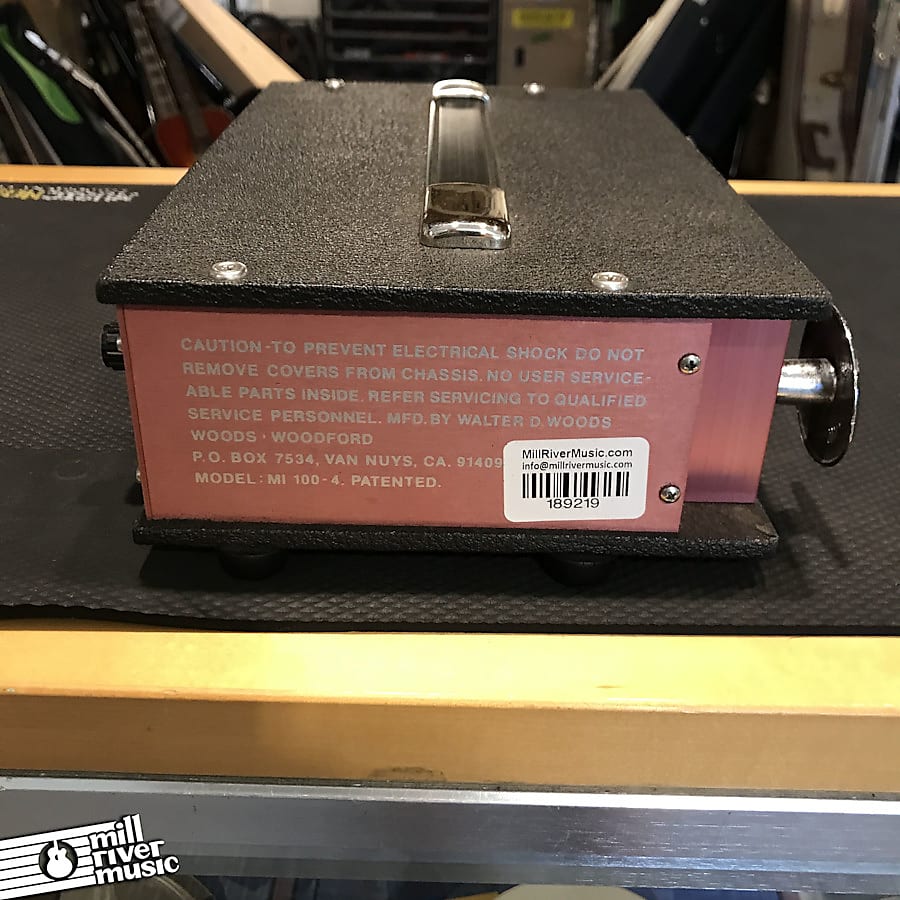 CAUTION-TO PREVENT ELECTRICAL SHOCK DO NOT
REMOVE COVERS FROM CHASSIS. NO USER SERVICE-
ABLE PARTS INSIDE. REFER SERVICING TO QUALIFIED
SERVICE PERSONNEL. MFD. BY WALTER D. WOODS
WOODS · WOODFORD
P.O. BOX 7534, VAN NUYS, CA. 91409
MODEL: MI 100-4. PATENTED.
MillRiverMusic.com
info@millrivermusic.com
189219
mill
river
music